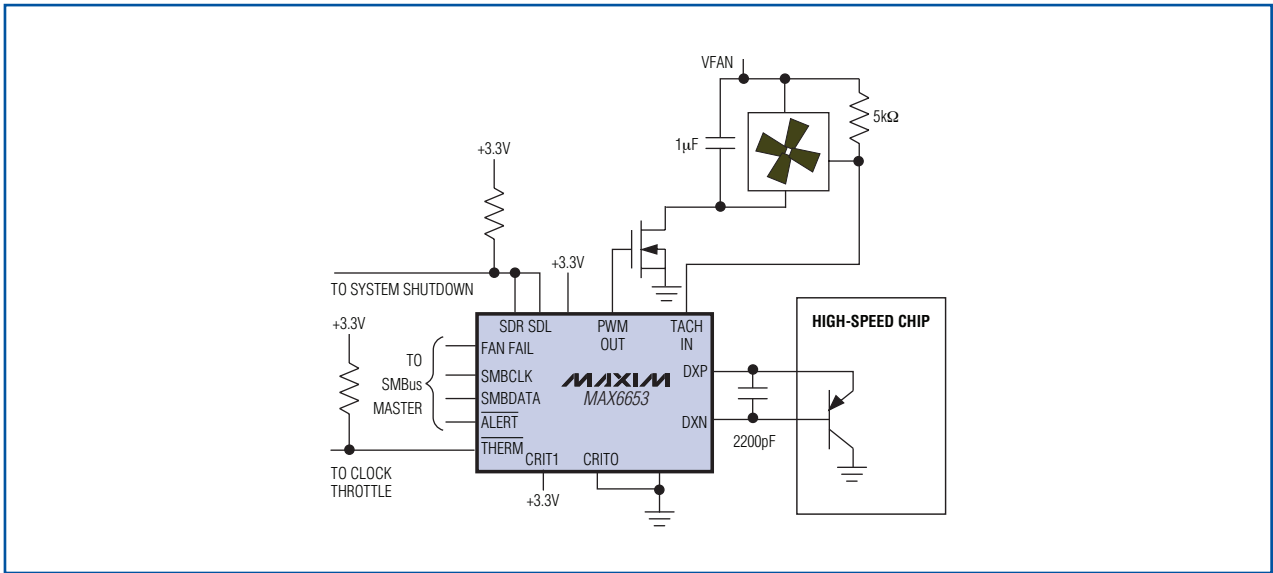 VFAN
5kΩ
1µF
+3.3V
+3.3V
TO SYSTEM SHUTDOWN
HIGH-SPEED CHIP
+3.3V
SDR SDL
PWM
OUT
TACH
IN
TO
SMBus
MASTER
FAN FAIL
SMBCLK
SMBDATA
ALERT
THERM
MAXIM
MAX6653
DXP
DXN
2200pF
CRIT1
CRITO
TO CLOCK
THROTTLE
+3.3V